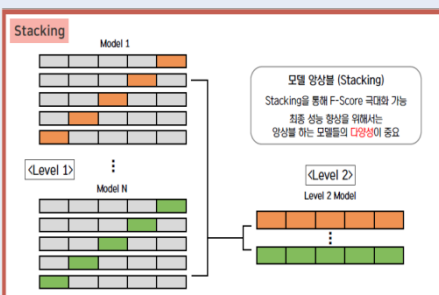 Stacking
Model 1
모델 앙상블 (Stacking)
Stacking을 통해 F-Score 극대화 가능
최종 성능 향상을 위해서는
앙상블 하는 모델들의 다양성이 중요
<Level 1>
Model N
<Level 2>
Level 2 Model